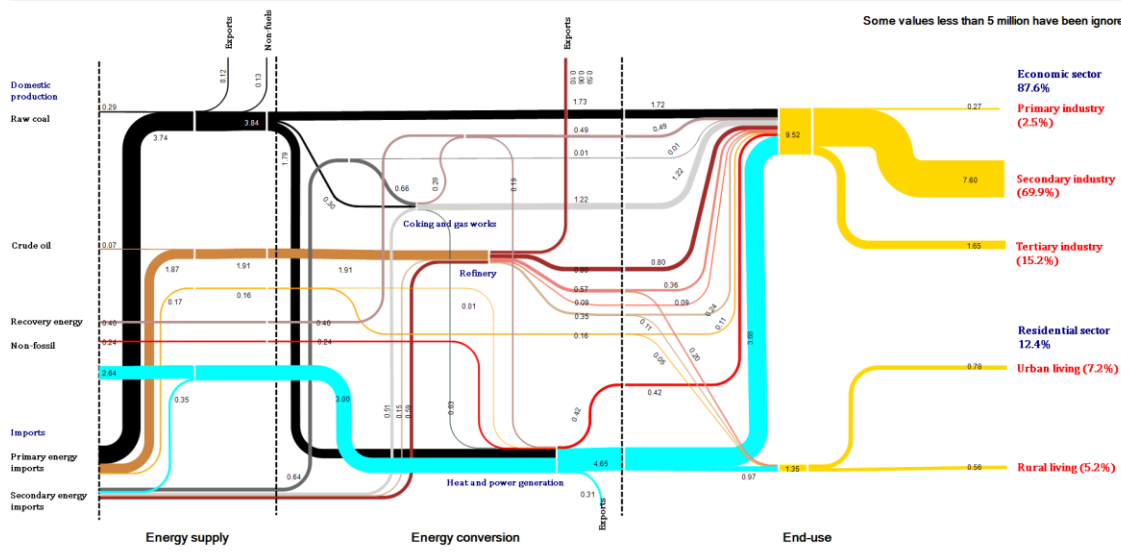 Some values less than 5 million have been ignore
Exports
Non-fuels
Exports
Domestic
production
Economic sector
87.6%
0.12
0.13
0.10
0.06
0.59
0.29
1.73
1.72
0.27
Raw coal
Primary industry
(2.5%)
3.74
3.84
0.49
0.49
9.52
1.79
0.01
0.01
Secondary industry
(69.9%)
7.60
0.66
0.28
0.19
1.22
0.30
1.22
Coking and gas works
Crude oil
0.07
Tertiary industry
(15.2%)
1.65
1.87
1.91
1.91
Refinery
0.80
0.80
0.57
0.36
0.17
0.16
0.01
0.08
0.09
0.35
0.24
0.11
Recovery energy
0.40
0.40
0.11
0.16
Residential sector
12.4%
Non-fossil
0.24
0.24
3.68
0.05
0.20
2.64
0.78
Urban living (7.2%)
0.35
3.00
0.42
0.51
0.15
0.59
0.03
0.42
Imports
Primary energy
imports
4.65
1.35
0.56
Rural living (5.2%)
0.64
0.97
Heat and power generation
Secondary energy
imports
0.31
Exports
Energy supply
Energy conversion
End-use